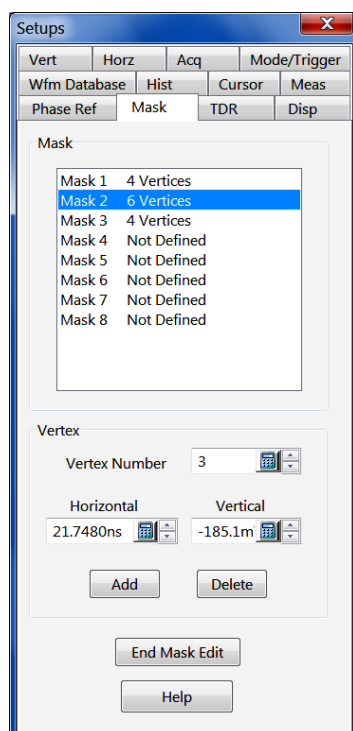 Setups
Vert Horz Acq Mode/Trigger
Wfm Database Hist Cursor Meas
Phase Ref Mask TDR Disp
Mask
Mask 1 4 Vertices
Mask 2 6 Vertices
Mask 3 4 Vertices
Mask 4 Not Defined
Mask 5 Not Defined
Mask 6 Not Defined
Mask 7 Not Defined
Mask 8 Not Defined
Vertex
Vertex Number 3
Horizontal Vertical
21.7480ns -185.1m
Add Delete
End Mask Edit
Help